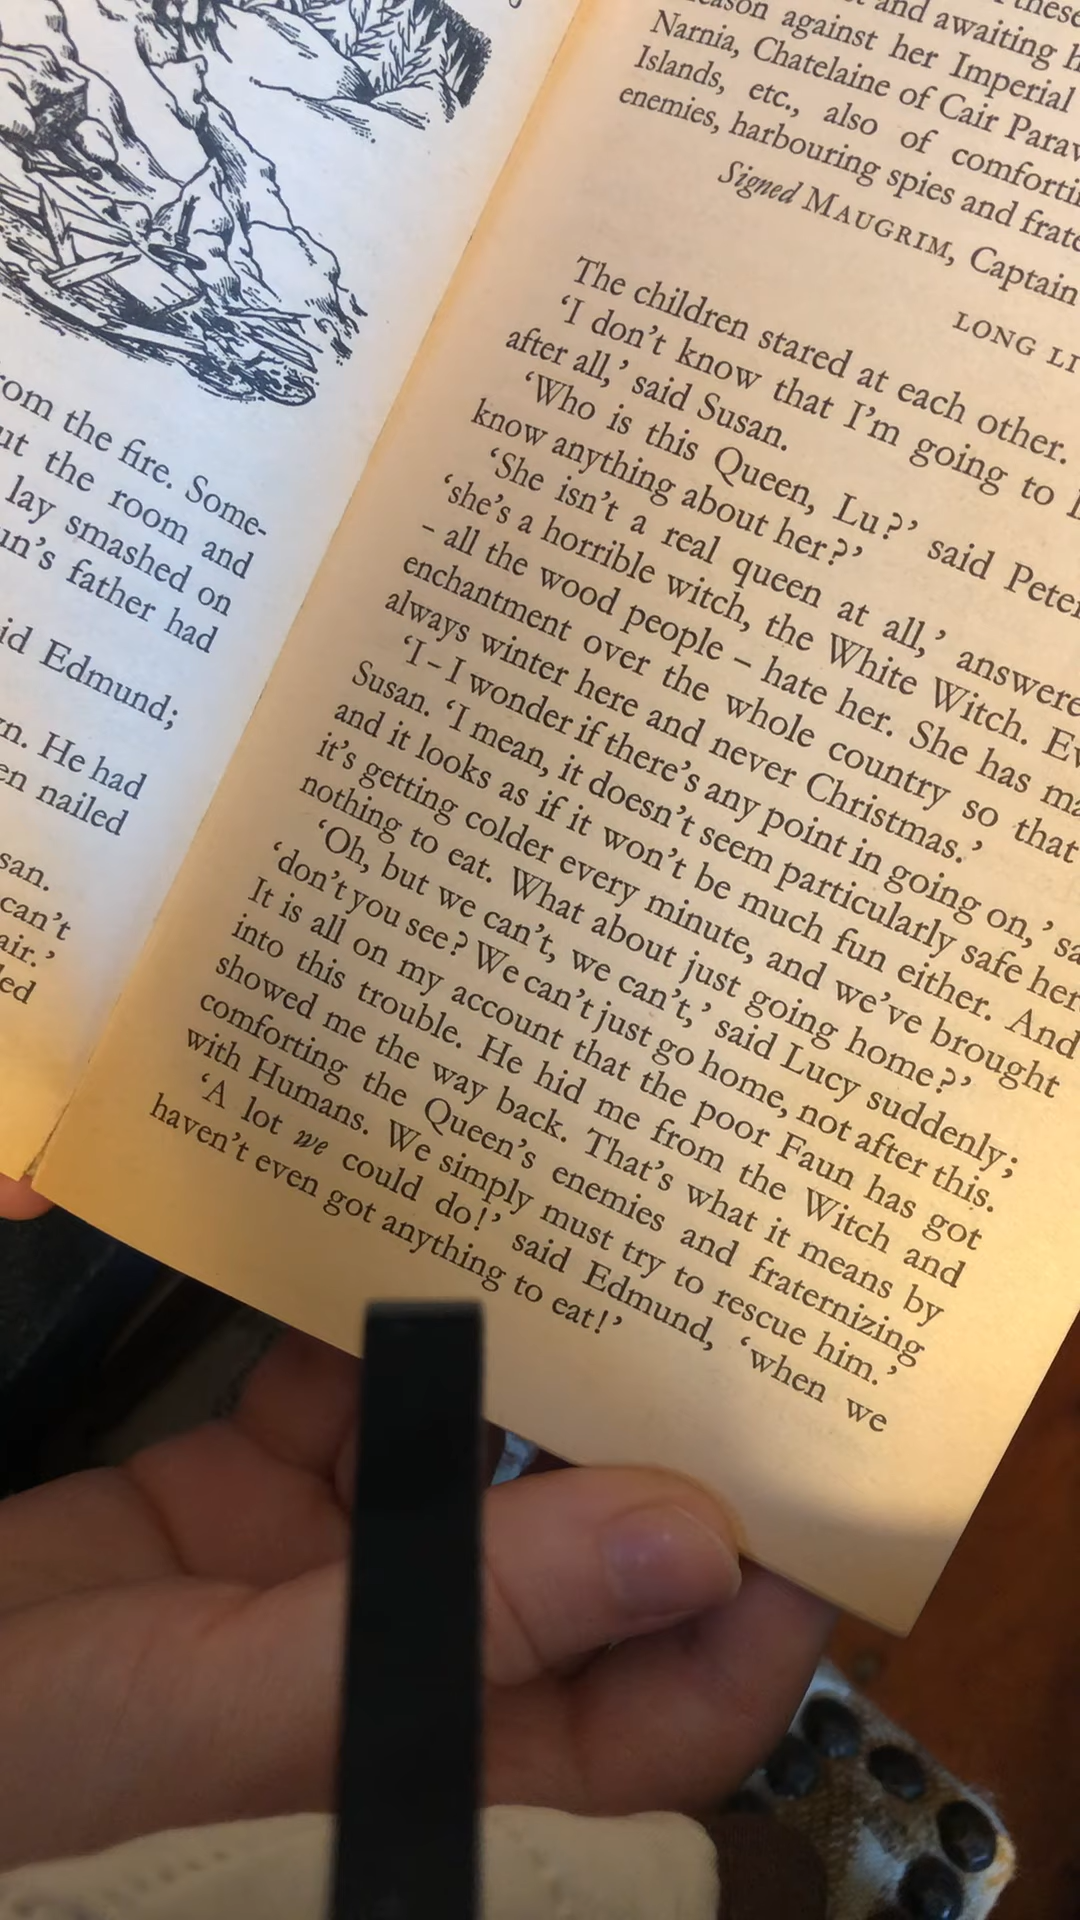 rom the fire. Some-
ut the room and
lay smashed on
un's father had
id Edmund;
n. He had
en nailed
san.
can't
air.'
ed
these
and awaiting
eason against her Imperial
Narnia, Chatelaine of Cair Parav
Islands, etc., also of comforti
enemies, harbouring spies and frate
Signed MAUGRIM, Captain
LONG LI
The children stared at each other.
'I don't know that I'm going to
after all,' said Susan.
'Who is this Queen, Lu?' said Peter
know anything about her?'
'She isn't a real queen at all,' answere
'she's a horrible witch, the White Witch. Ev
– all the wood people – hate her. She has ma
enchantment over the whole country so that
always winter here and never Christmas.'
'I – I wonder if there's any point in going on,' sa
Susan. 'I mean, it doesn't seem particularly safe her
and it looks as if it won't be much fun either. And
it's getting colder every minute, and we've brought
nothing to eat. What about just going home?'
'Oh, but we can't, we can't,' said Lucy suddenly;
'don't you see? We can't just go home, not after this.
It is all on my account that the poor Faun has got
into this trouble. He hid me from the Witch and
showed me the way back. That's what it means by
comforting the Queen's enemies and fraternizing
with Humans. We simply must try to rescue him.'
'A lot we could do!' said Edmund, 'when we
haven't even got anything to eat!'